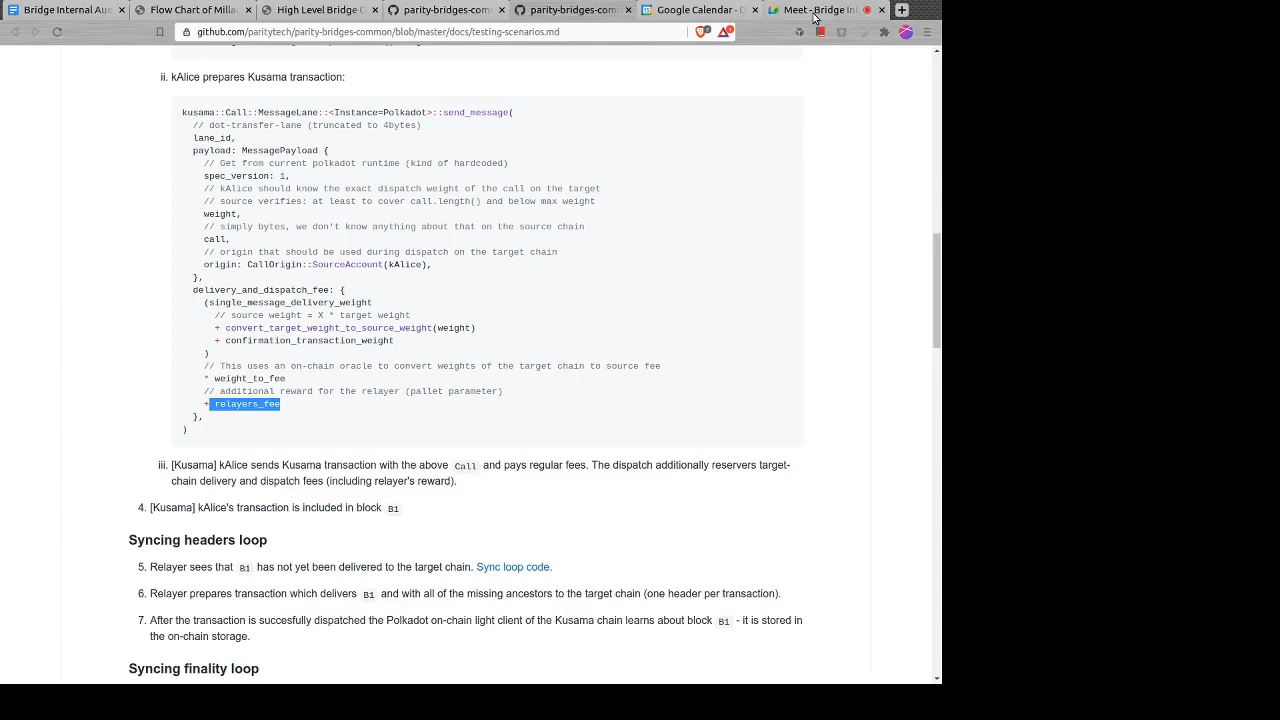 Bridge Internal Aud
Flow Chart of Millau
High Level Bridge C
parity-bridges-com
parity-bridges-comm
Google Calendar - D
Meet - Bridge Int
github.com/paritytech/parity-bridges-common/blob/master/docs/testing-scenarios.md
ii. kAlice prepares Kusama transaction:
kusama::Call::MessageLane::<Instance=Polkadot>::send_message(
// dot-transfer-lane (truncated to 4bytes)
lane_id,
payload: MessagePayload {
// Get from current polkadot runtime (kind of hardcoded)
spec_version: 1,
// kAlice should know the exact dispatch weight of the call on the target
// source verifies: at least to cover call.length() and below max weight
weight,
// simply bytes, we don't know anything about that on the source chain
call,
// origin that should be used during dispatch on the target chain
origin: CallOrigin::SourceAccount(kAlice),
},
delivery_and_dispatch_fee: {
(single_message_delivery_weight
// source weight = X * target weight
+ convert_target_weight_to_source_weight(weight)
+ confirmation_transaction_weight
)
// This uses an on-chain oracle to convert weights of the target chain to source fee
* weight_to_fee
// additional reward for the relayer (pallet parameter)
+ relayers_fee
},
)
iii. [Kusama] kAlice sends Kusama transaction with the above Call and pays regular fees. The dispatch additionally reservers target-
chain delivery and dispatch fees (including relayer's reward).
4. [Kusama] kAlice's transaction is included in block B1
Syncing headers loop
5. Relayer sees that B1 has not yet been delivered to the target chain. Sync loop code.
6. Relayer prepares transaction which delivers B1 and with all of the missing ancestors to the target chain (one header per transaction).
7. After the transaction is succesfully dispatched the Polkadot on-chain light client of the Kusama chain learns about block B1 - it is stored in
the on-chain storage.
Syncing finality loop